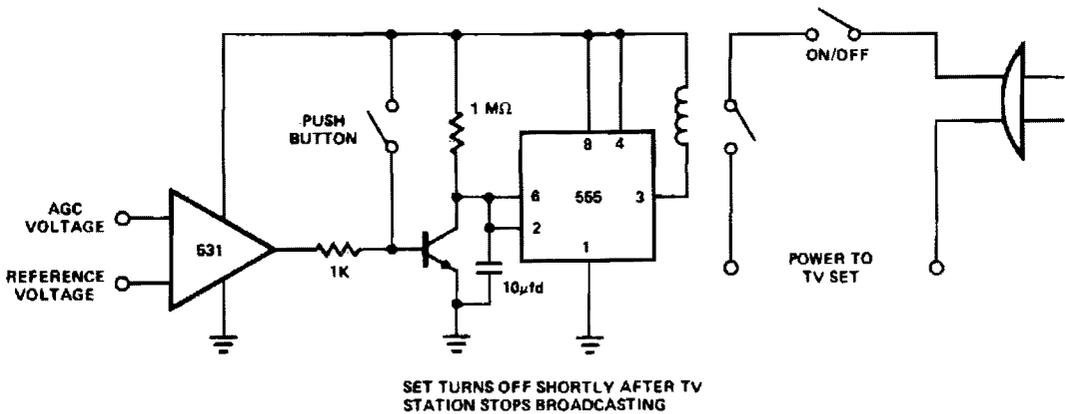 ON/OFF
PUSH
BUTTON
1 MΩ
8 4
6 555 3
2
1
AGC
VOLTAGE
531
REFERENCE
VOLTAGE
1K
10μfd
POWER TO
TV SET
SET TURNS OFF SHORTLY AFTER TV
STATION STOPS BROADCASTING